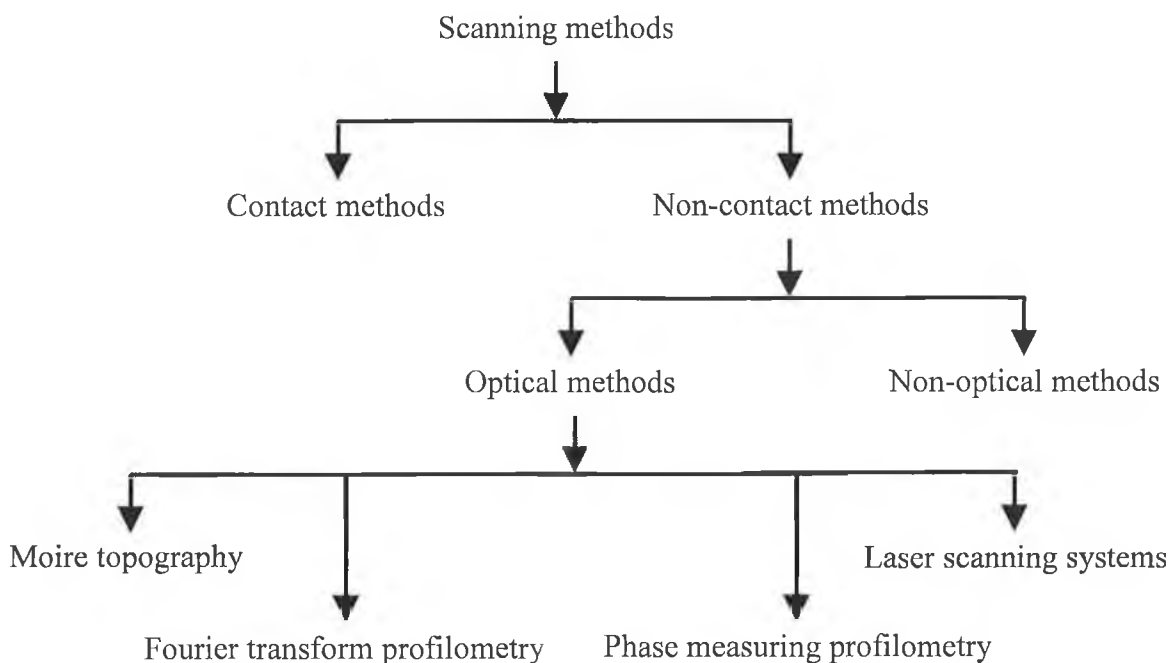 Scanning methods
Contact methods
Non-contact methods
Optical methods
Non-optical methods
Moire topography
Laser scanning systems
Fourier transform profilometry
Phase measuring profilometry